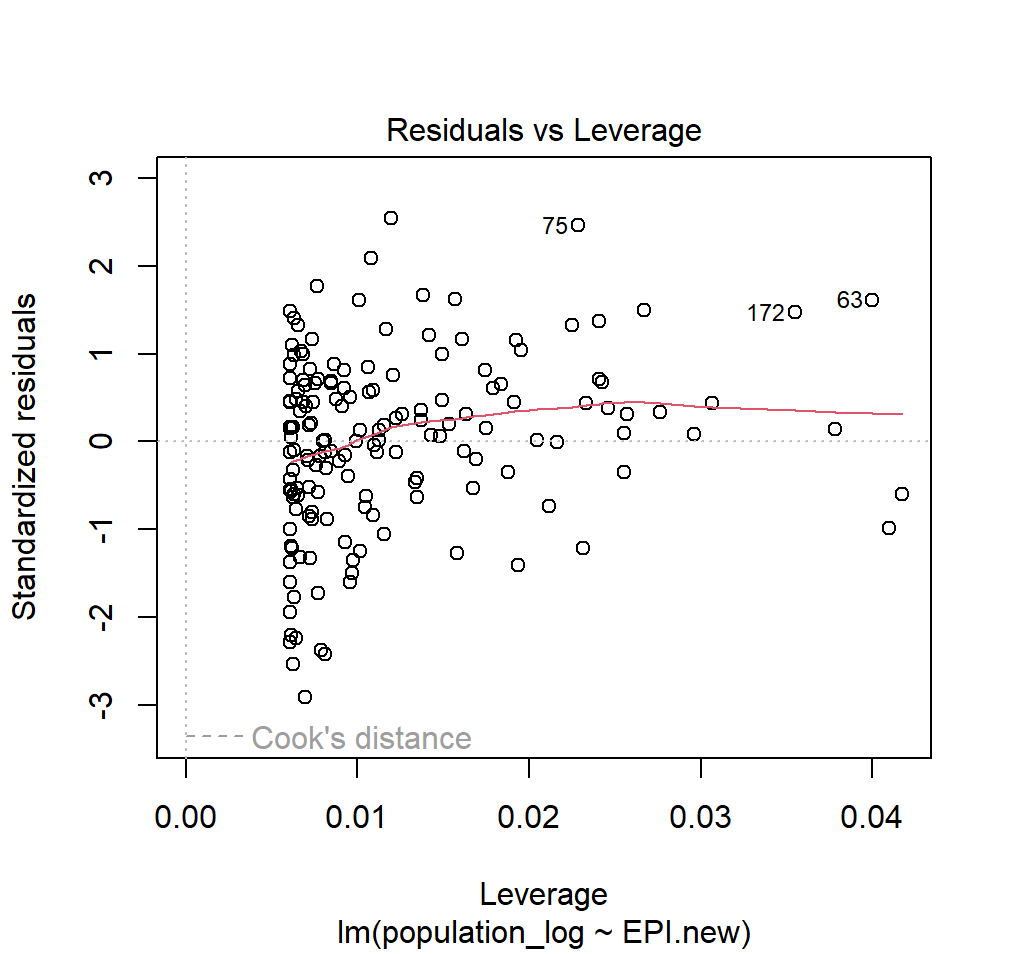 Residuals vs Leverage
Standardized residuals
3
2
1
0
-1
-2
-3
75
172
63
Cook's distance
0.00 0.01 0.02 0.03 0.04
Leverage
lm(population_log ~ EPI.new)